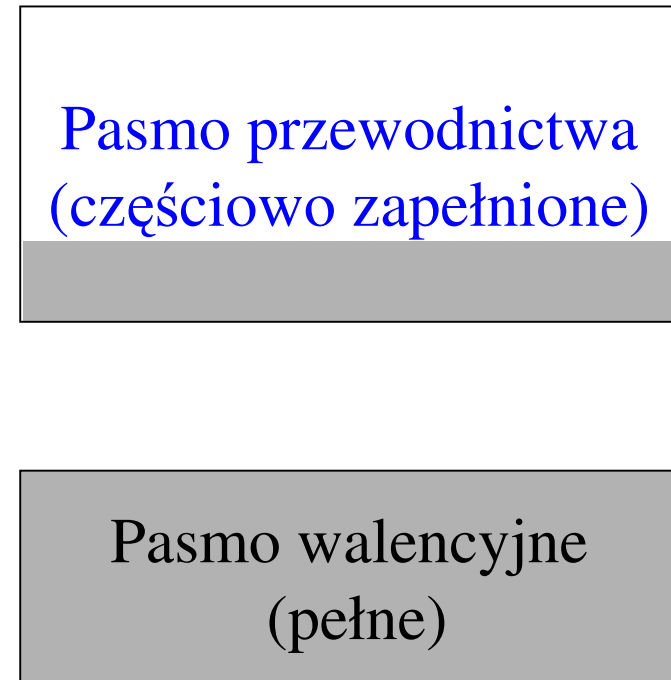 Pasmo przewodnictwa
(częściowo zapełnione)
Pasmo walencyjne
(pełne)